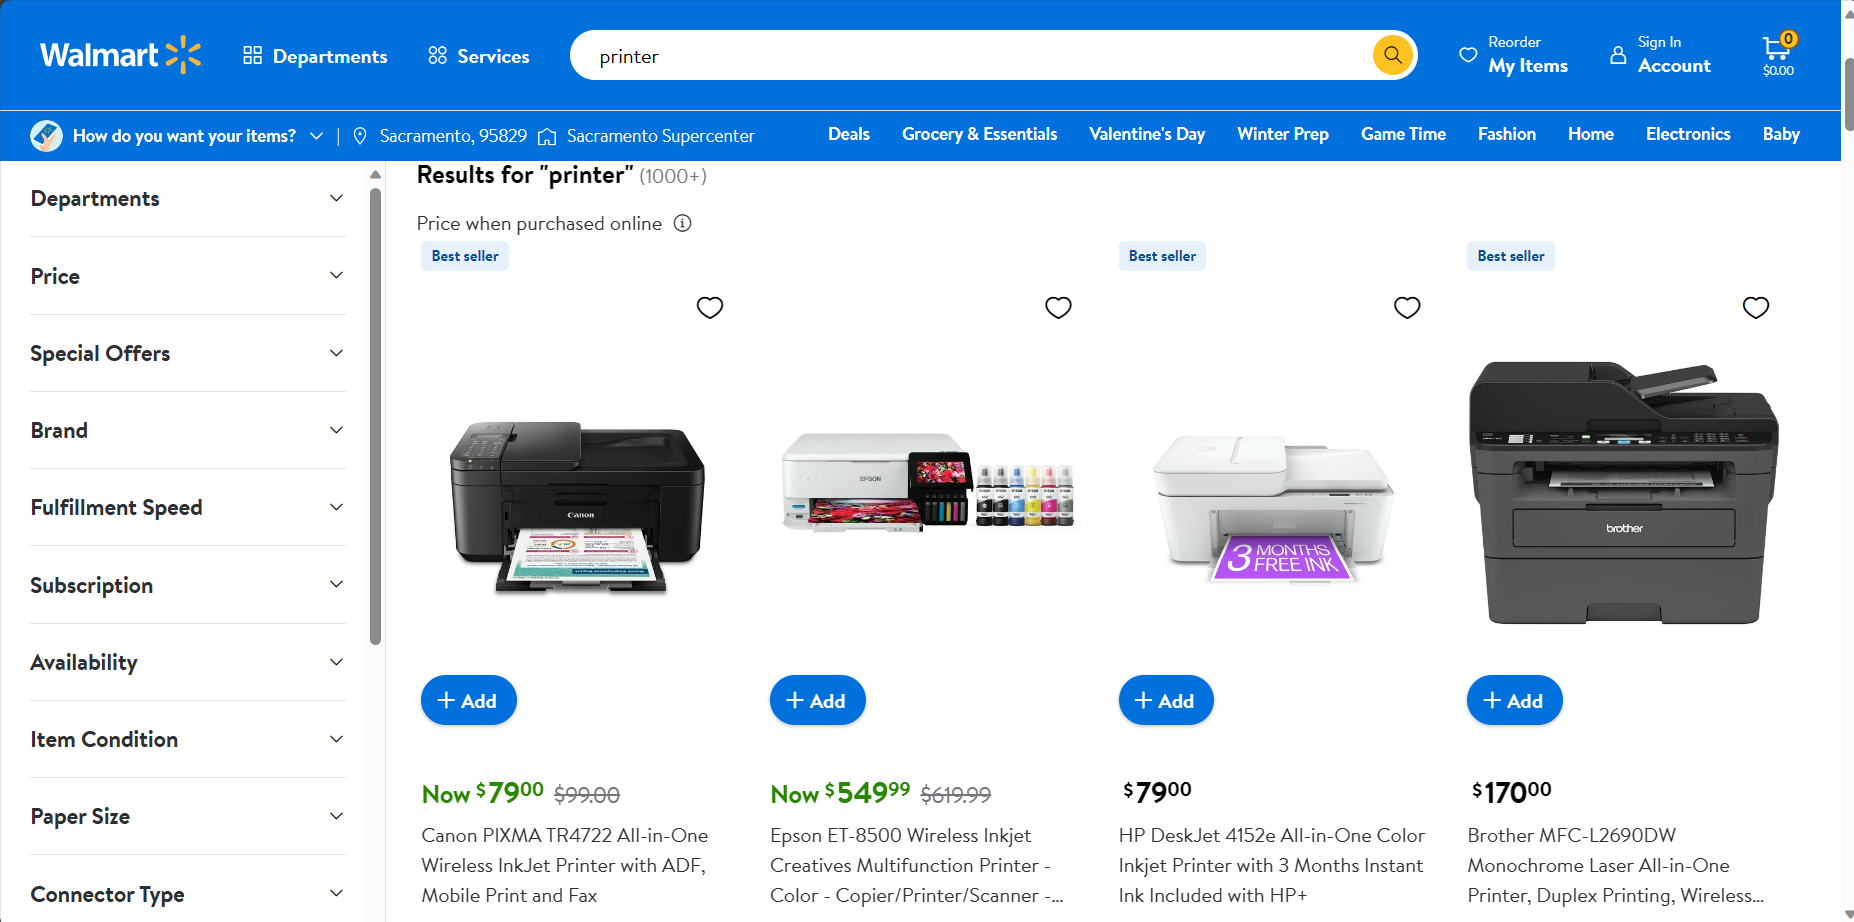 Walmart
Departments
Services
printer
Reorder
My Items
Sign In
Account
0
$0.00
How do you want your items?
Sacramento, 95829
Sacramento Supercenter
Deals
Grocery & Essentials
Valentine's Day
Winter Prep
Game Time
Fashion
Home
Electronics
Baby
Departments
Price
Special Offers
Brand
Fulfillment Speed
Subscription
Availability
Item Condition
Paper Size
Connector Type
Results for "printer" (1000+)
Price when purchased online
Best seller
Canon
Add
Now $79.00 $99.00
Canon PIXMA TR4722 All-in-One
Wireless InkJet Printer with ADF,
Mobile Print and Fax
EPSON
Add
Now $549.99 $619.99
Epson ET-8500 Wireless Inkjet
Creatives Multifunction Printer -
Color - Copier/Printer/Scanner -...
Best seller
3 MONTHS
FREE INK
Add
$79.00
HP DeskJet 4152e All-in-One Color
Inkjet Printer with 3 Months Instant
Ink Included with HP+
Best seller
brother
Add
$170.00
Brother MFC-L2690DW
Monochrome Laser All-in-One
Printer, Duplex Printing, Wireless...